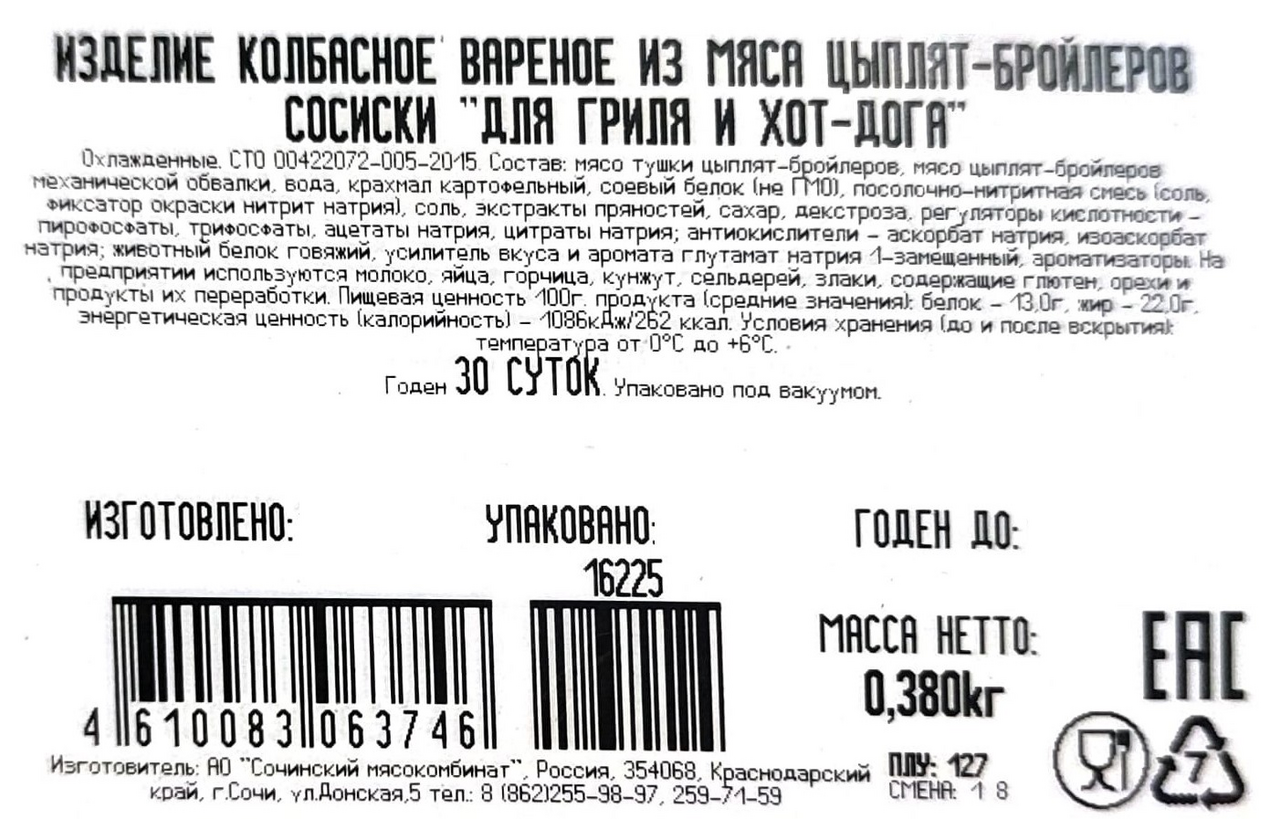 ИЗДЕЛИЕ КОЛБАСНОЕ ВАРЕНОЕ ИЗ МЯСА ЦЫПЛЯТ-БРОЙЛЕРОВ
СОСИСКИ "ДЛЯ ГРИЛЯ И ХОТ-ДОГА"
Охлажденные. СТО 00422072-005-2015. Состав: мясо тушки цыплят-бройлеров, мясо цыплят-бройлеров
механической обвалки, вода, крахмал картофельный, соевый белок (не ГМО), посолочно-нитритная смесь (соль,
фиксатор окраски нитрит натрия), соль, экстракты пряностей, сахар, декстроза, регуляторы кислотности -
пирофосфаты, трифосфаты, ацетаты натрия, цитраты натрия; антиокислители - аскорбат натрия, изоаскорбат
натрия; животный белок говяжий, усилитель вкуса и аромата глутамат натрия 1-замещенный, ароматизаторы. На
предприятии используются молоко, яйца, горчица, кунжут, сельдерей, злаки, содержащие глютен, орехи и
продукты их переработки. Пищевая ценность 100г. продукта (средние значения): белок - 13,0г, жир - 22,0г,
энергетическая ценность (калорийность) - 1086кДж/262 ккал. Условия хранения (до и после вскрытия):
температура от 0°С до +6°С.
Годен 30 СУТОК. Упаковано под вакуумом.
ИЗГОТОВЛЕНО: УПАКОВАНО: ГОДЕН ДО:
16225
МАССА НЕТТО:
0,380кг
EAC
4 610083 063746
ПЛУ: 127
СМЕНА: 1 8
7
Изготовитель: АО "Сочинский мясокомбинат", Россия, 354068, Краснодарский
край, г.Сочи, ул.Донская,5 тел.: 8 (862)255-98-97, 259-71-59